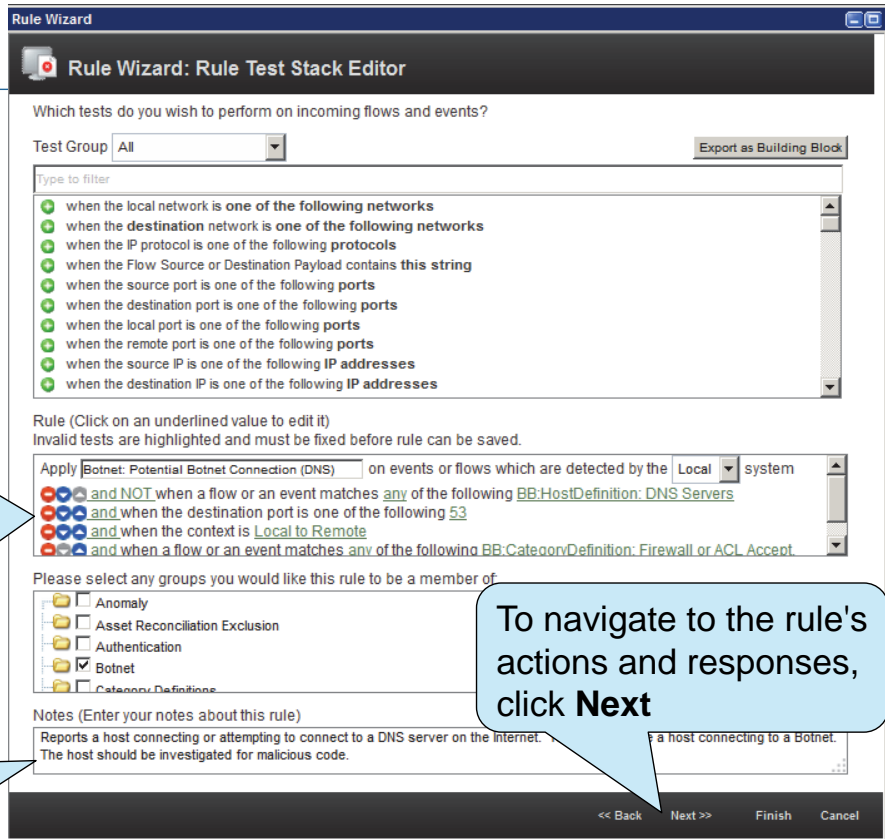 Rule Wizard
Rule Wizard: Rule Test Stack Editor
Which tests do you wish to perform on incoming flows and events?
Test Group All
Export as Building Block
Type to filter
when the local network is one of the following networks
when the destination network is one of the following networks
when the IP protocol is one of the following protocols
when the Flow Source or Destination Payload contains this string
when the source port is one of the following ports
when the destination port is one of the following ports
when the local port is one of the following ports
when the remote port is one of the following ports
when the source IP is one of the following IP addresses
when the destination IP is one of the following IP addresses
Rule (Click on an underlined value to edit it)
Invalid tests are highlighted and must be fixed before rule can be saved.
Apply Botnet: Potential Botnet Connection (DNS) on events or flows which are detected by the Local system
and NOT when a flow or an event matches any of the following BB:HostDefinition: DNS Servers
and when the destination port is one of the following 53
and when the context is Local to Remote
and when a flow or an event matches any of the following BB:CategoryDefinition: Firewall or ACL Accept,
Please select any groups you would like this rule to be a member of:
Anomaly
Asset Reconciliation Exclusion
Authentication
Botnet
Category Definitions
To navigate to the rule's
actions and responses,
click Next
Notes (Enter your notes about this rule)
Reports a host connecting or attempting to connect to a DNS server on the Internet. a host connecting to a Botnet.
The host should be investigated for malicious code.
<< Back Next >> Finish Cancel